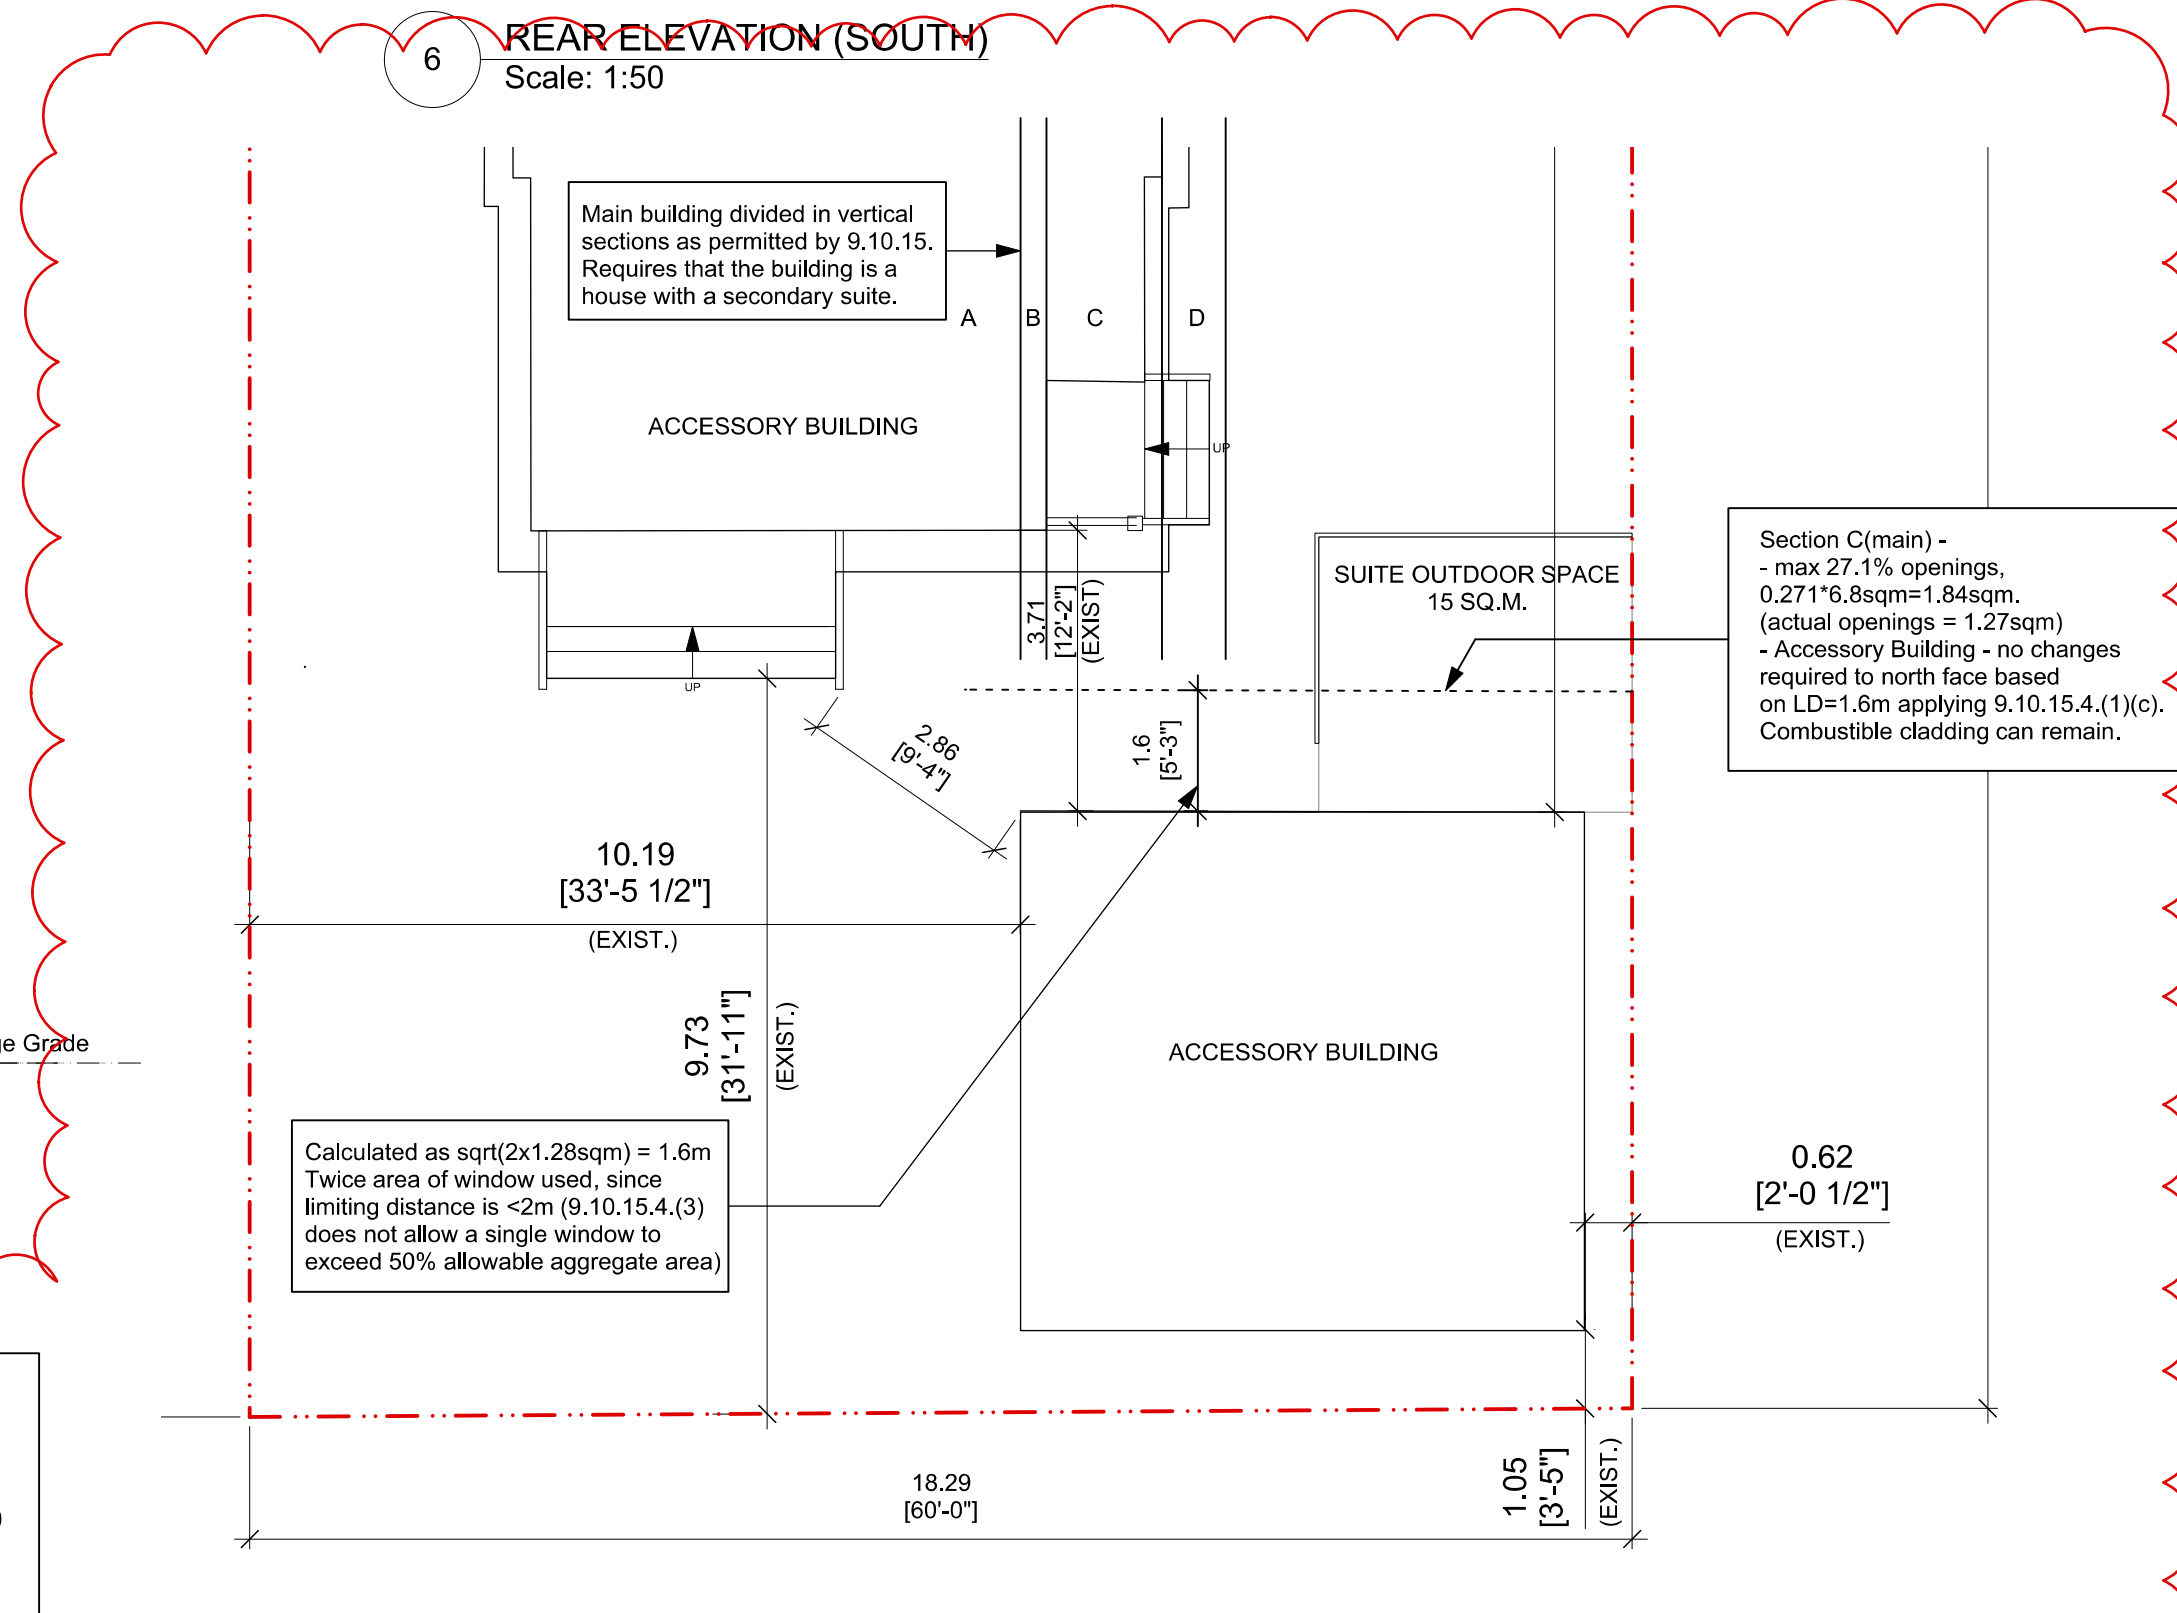 6
REAR ELEVATION (SOUTH)
Scale: 1:50
Main building divided in vertical
sections as permitted by 9.10.15.
Requires that the building is a
house with a secondary suite.
A
B
C
D
ACCESSORY BUILDING
UP
UP
3.71
[12'-2"]
(EXIST)
SUITE OUTDOOR SPACE
15 SQ.M.
Section C(main) -
- max 27.1% openings,
0.271*6.8sqm=1.84sqm.
(actual openings = 1.27sqm)
- Accessory Building - no changes
required to north face based
on LD=1.6m applying 9.10.15.4.(1)(c).
Combustible cladding can remain.
2.86
[9'-4"]
1.6
[5'-3"]
10.19
[33'-5 1/2"]
(EXIST.)
9.73
[31'-11"]
(EXIST.)
Grade
ACCESSORY BUILDING
Calculated as sqrt(2x1.28sqm) = 1.6m
Twice area of window used, since
limiting distance is <2m (9.10.15.4.(3)
does not allow a single window to
exceed 50% allowable aggregate area)
0.62
[2'-0 1/2"]
(EXIST.)
1.05
[3'-5"]
(EXIST.)
18.29
[60'-0"]